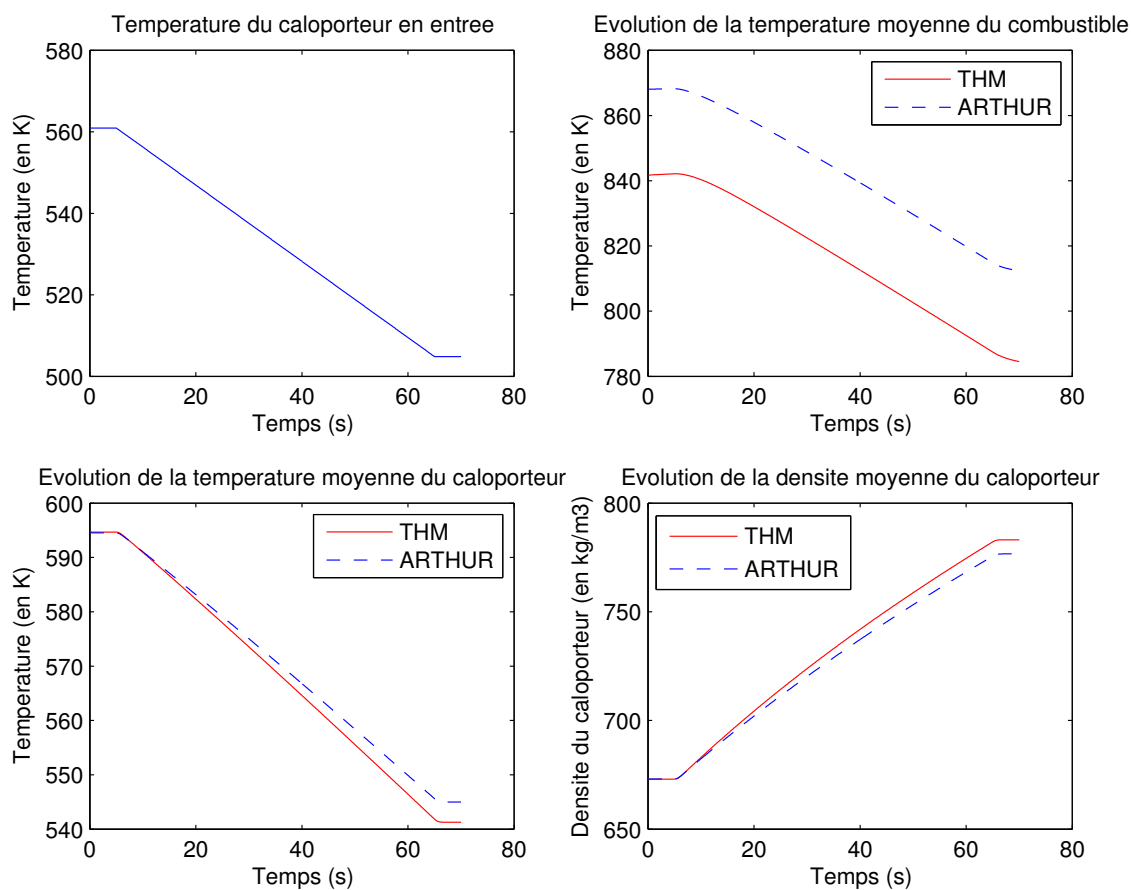 Temperature du caloporteur en entree
580
560
540
520
500
0 20 40 60 80
Temperature (en K)
Temps (s)
Evolution de la temperature moyenne du combustible
880
860
840
820
800
780
0 20 40 60 80
Temperature (en K)
Temps (s)
THM
ARTHUR
Evolution de la temperature moyenne du caloporteur
600
590
580
570
560
550
540
0 20 40 60 80
Temperature (en K)
Temps (s)
THM
ARTHUR
Evolution de la densite moyenne du caloporteur
800
750
700
650
0 20 40 60 80
Densite du caloporteur (en kg/m3)
Temps (s)
THM
ARTHUR